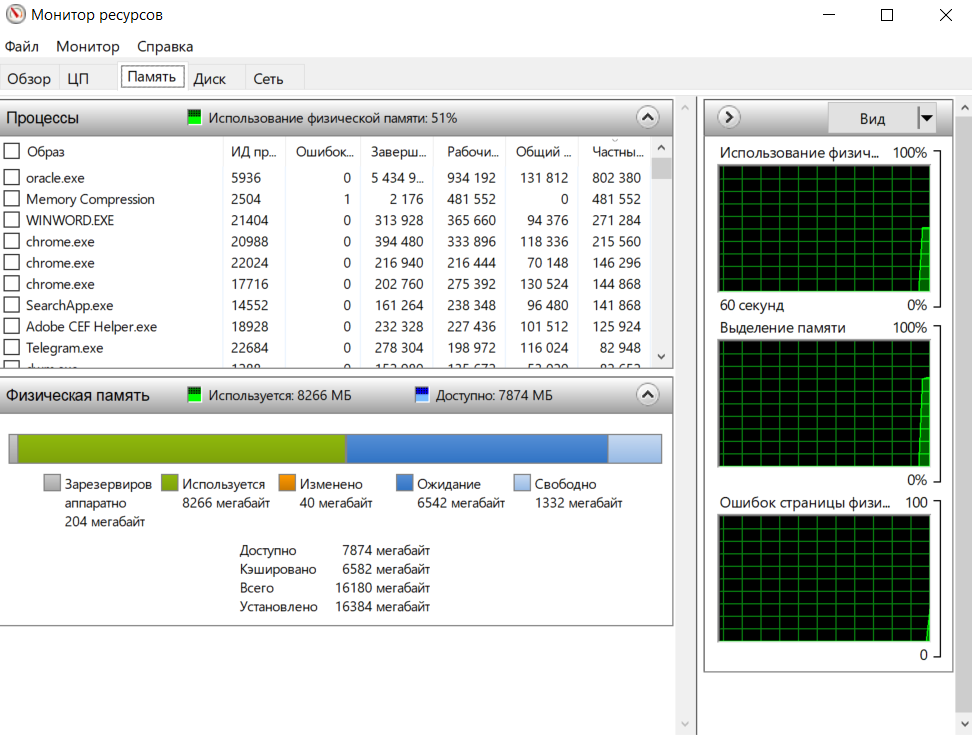 Монитор ресурсов
Файл Монитор Справка
Обзор ЦП Память Диск Сеть
Процессы Использование физической памяти: 51%
Образ ИД пр... Ошибок... Заверш... Рабочи... Общий ... Частны...
oracle.exe 5936 0 5 434 9... 934 192 131 812 802 380
Memory Compression 2504 1 2 176 481 552 0 481 552
WINWORD.EXE 21404 0 313 928 365 660 94 376 271 284
chrome.exe 20988 0 394 480 333 896 118 336 215 560
chrome.exe 22024 0 216 940 216 444 70 148 146 296
chrome.exe 17716 0 202 760 275 392 130 524 144 868
SearchApp.exe 14552 0 161 264 238 348 96 480 141 868
Adobe CEF Helper.exe 18928 0 232 328 227 436 101 512 125 924
Telegram.exe 22684 0 278 304 198 972 116 024 82 948
Физическая память Используется: 8266 МБ Доступно: 7874 МБ
Зарезервиров Используется Изменено Ожидание Свободно
аппаратно 8266 мегабайт 40 мегабайт 6542 мегабайт 1332 мегабайт
204 мегабайт
Доступно 7874 мегабайт
Кэшировано 6582 мегабайт
Всего 16180 мегабайт
Установлено 16384 мегабайт
Вид
Использование физич... 100%
60 секунд 0%
Выделение памяти 100%
0%
Ошибок страницы физи... 100
0